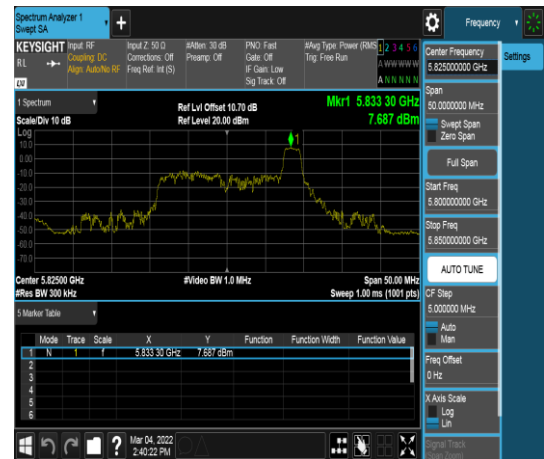 Spectrum Analyzer 1
Swept SA
Frequency
KEYSIGHT
RL
Input: RF
Coupling: DC
Align: Auto/No RF
Input Z: 50 Ω
Corrections: Off
Freq Ref: Int (S)
#Atten: 30 dB
Preamp: Off
PNO: Fast
Gate: Off
IF Gain: Low
Sig Track: Off
#Avg Type: Power (RMS
Trig: Free Run
1 2 3 4 5 6
A W W W W W
A N N N N N
LXI
1 Spectrum
Scale/Div 10 dB
Ref Lvl Offset 10.70 dB
Ref Level 20.00 dBm
Mkr1 5.833 30 GHz
7.687 dBm
Log
1
10.0
0.00
-10.0
-20.0
-30.0
-40.0
-50.0
-60.0
-70.0
Center 5.82500 GHz
#Res BW 300 kHz
#Video BW 1.0 MHz
Span 50.00 MHz
Sweep 1.00 ms (1001 pts)
5 Marker Table
Mode Trace Scale X Y Function Function Width Function Value
1 N 1 f 5.833 30 GHz 7.687 dBm
2
3
4
5
6
Center Frequency
5.825000000 GHz
Settings
Span
50.0000000 MHz
Swept Span
Zero Span
Full Span
Start Freq
5.800000000 GHz
Stop Freq
5.850000000 GHz
AUTO TUNE
CF Step
5.000000 MHz
Auto
Man
Freq Offset
0 Hz
X Axis Scale
Log
Lin
Signal Track
(Span Zoom)
?
Mar 04, 2022
2:40:22 PM